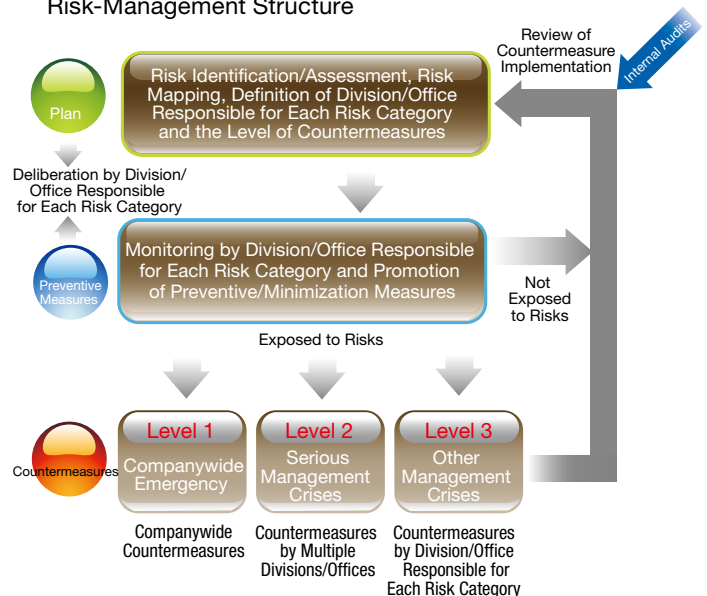 Risk-Management Structure
Review of
Countermeasure
Implementation
Internal Audits
Plan
Risk Identification/Assessment, Risk
Mapping, Definition of Division/Office
Responsible for Each Risk Category
and the Level of Countermeasures
Deliberation by Division/
Office Responsible
for Each Risk Category
Preventive
Measures
Monitoring by Division/Office Responsible
for Each Risk Category and Promotion
of Preventive/Minimization Measures
Not
Exposed
to Risks
Exposed to Risks
Countermeasures
Level 1
Companywide
Emergency
Level 2
Serious
Management
Crises
Level 3
Other
Management
Crises
Companywide
Countermeasures
Countermeasures
by Multiple
Divisions/Offices
Countermeasures
by Division/Office
Responsible for
Each Risk Category